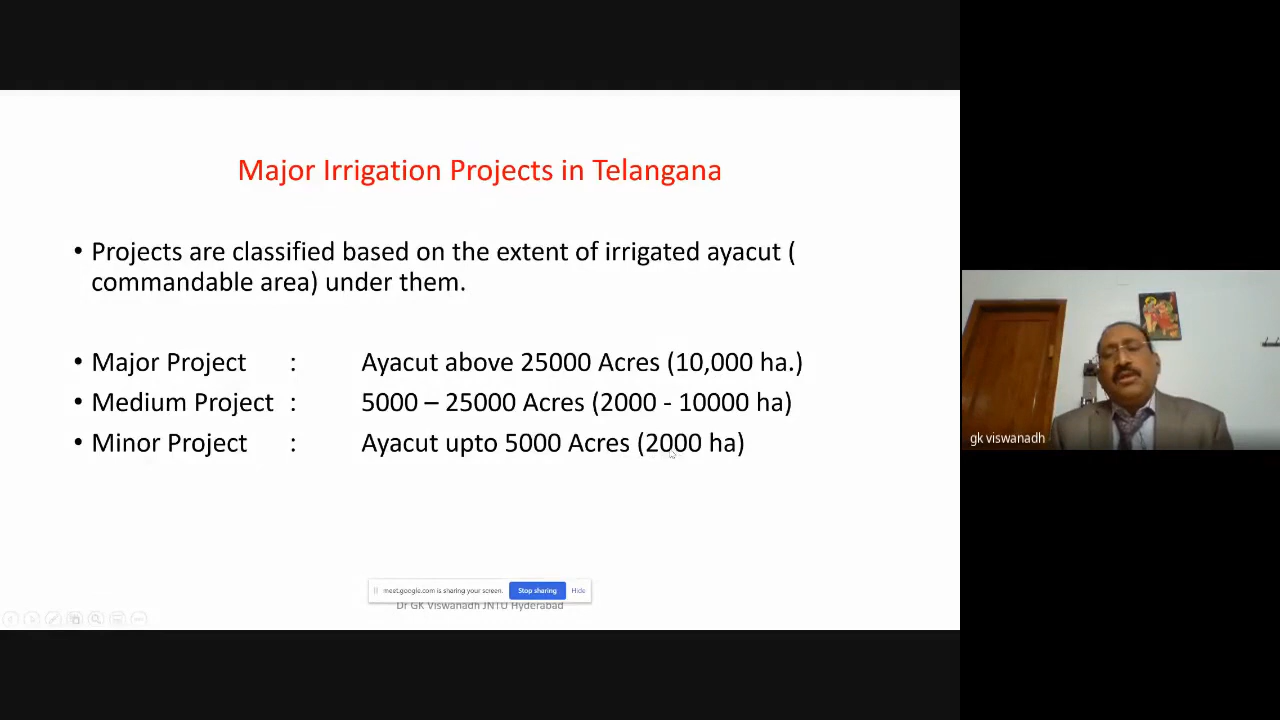 Major Irrigation Projects in Telangana
• Projects are classified based on the extent of irrigated ayacut (
commandable area) under them.
• Major Project : Ayacut above 25000 Acres (10,000 ha.)
• Medium Project : 5000 – 25000 Acres (2000 - 10000 ha)
• Minor Project : Ayacut upto 5000 Acres (2000 ha)
gk viswanadh
meet.google.com is sharing your screen. Stop sharing Hide
Dr GK Viswanadh JNTU Hyderabad